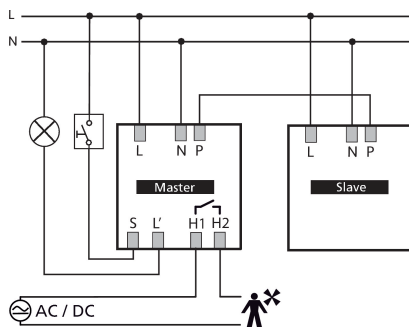 L
N
L N P L N P
Master Slave
S L' H1 H2
AC / DC